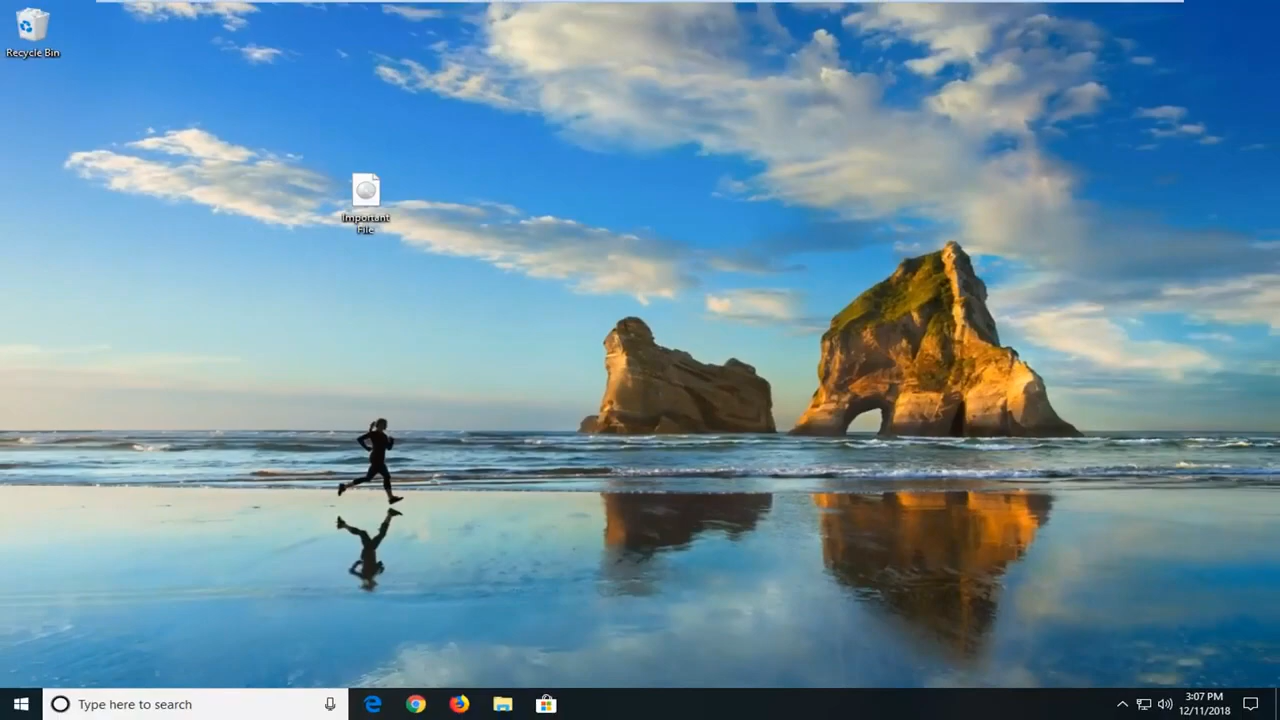 Recycle Bin
Important
File
Type here to search
3:07 PM
12/11/2018